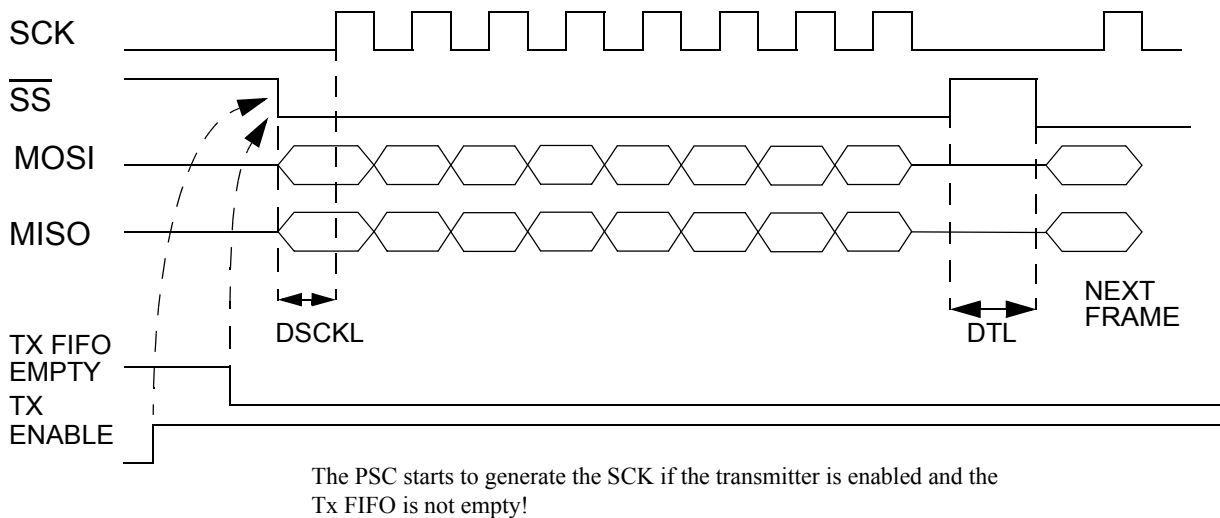 SCK
SS
MOSI
MISO
DSCKL
DTL
NEXT
FRAME
TX FIFO
EMPTY
TX
ENABLE
The PSC starts to generate the SCK if the transmitter is enabled and the
Tx FIFO is not empty!